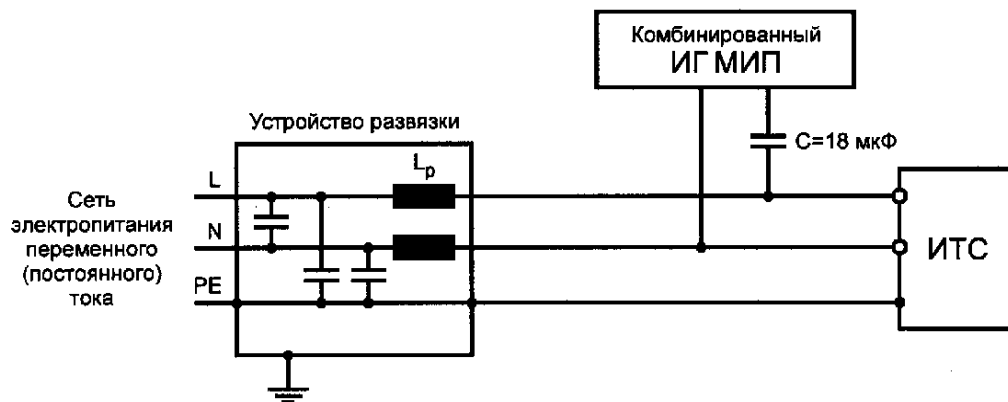 Комбинированный
ИГ МИП
Устройство развязки
C=18 мкФ
L
Lр
Сеть
электропитания
переменного
(постоянного)
тока
N
PE
ИТС